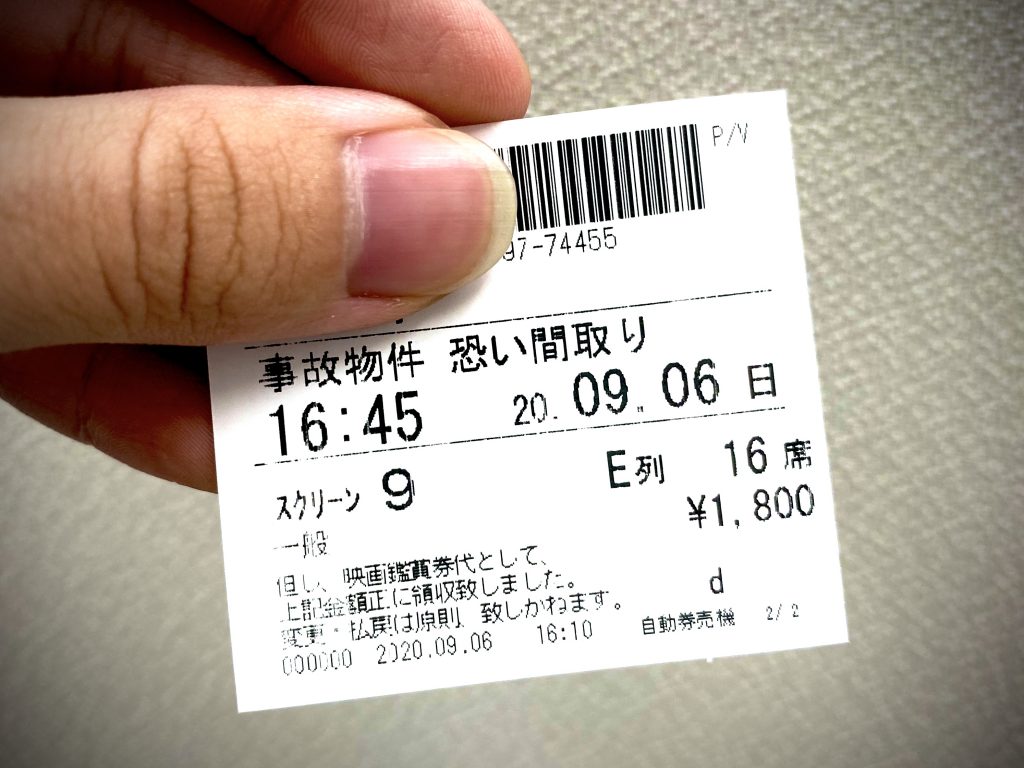 P/V
97-74455
事故物件 恐い間取り
16:45 20.09.06 日
スクリーン 9 E列 16席
一般 ¥1,800
但し、映画鑑賞券代として、
上記金額正に領収致しました。 d
変更・払戻は原則 致しかねます。
000000 2020.09.06 16:10 自動券売機 2/2